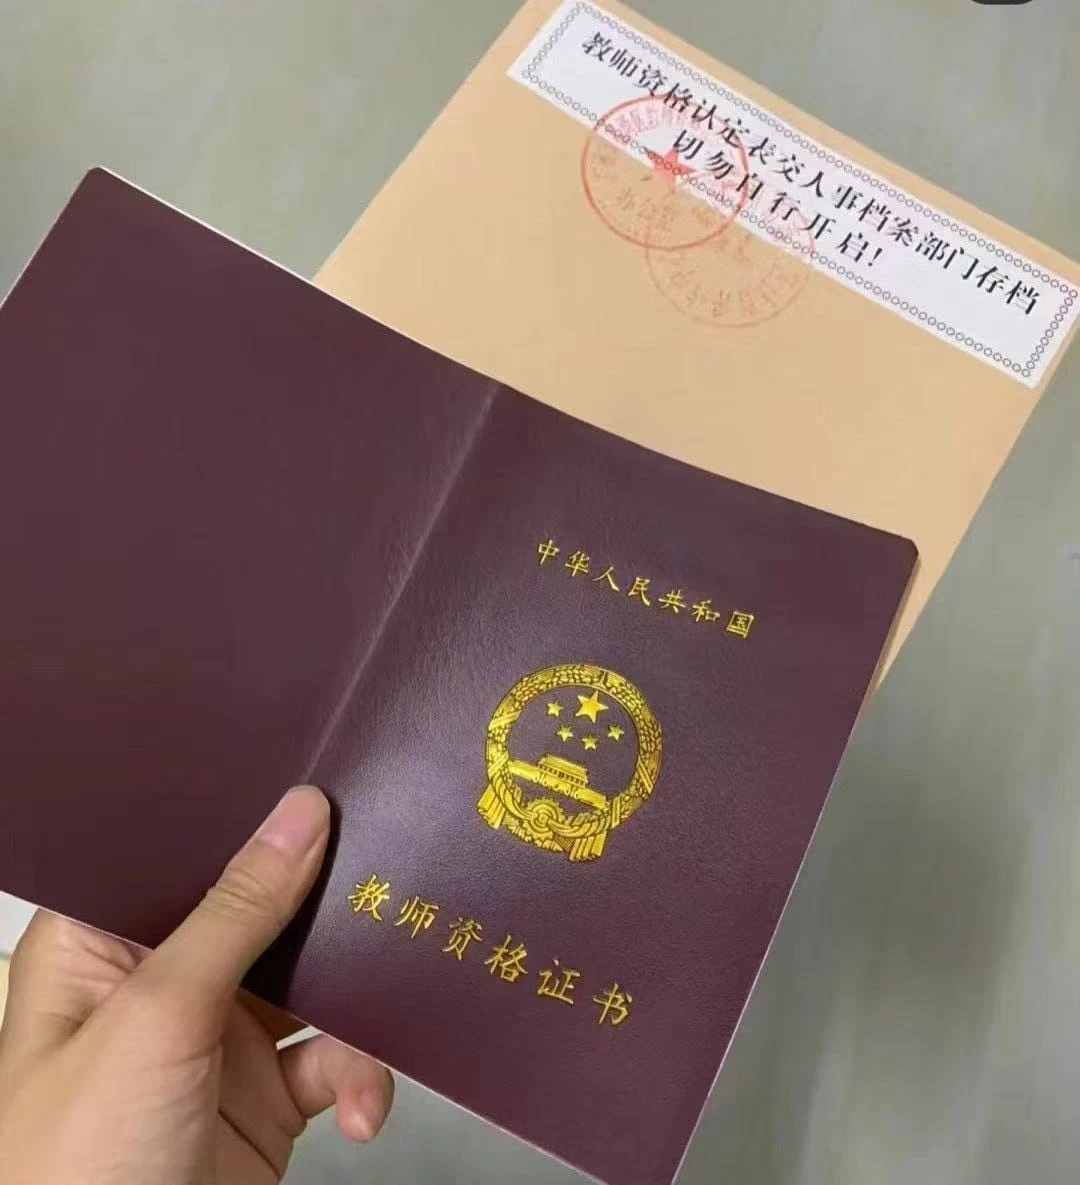 教师资格认定表交人事档案部门存档
切勿自行开启！
中华人民共和国
教师资格证书